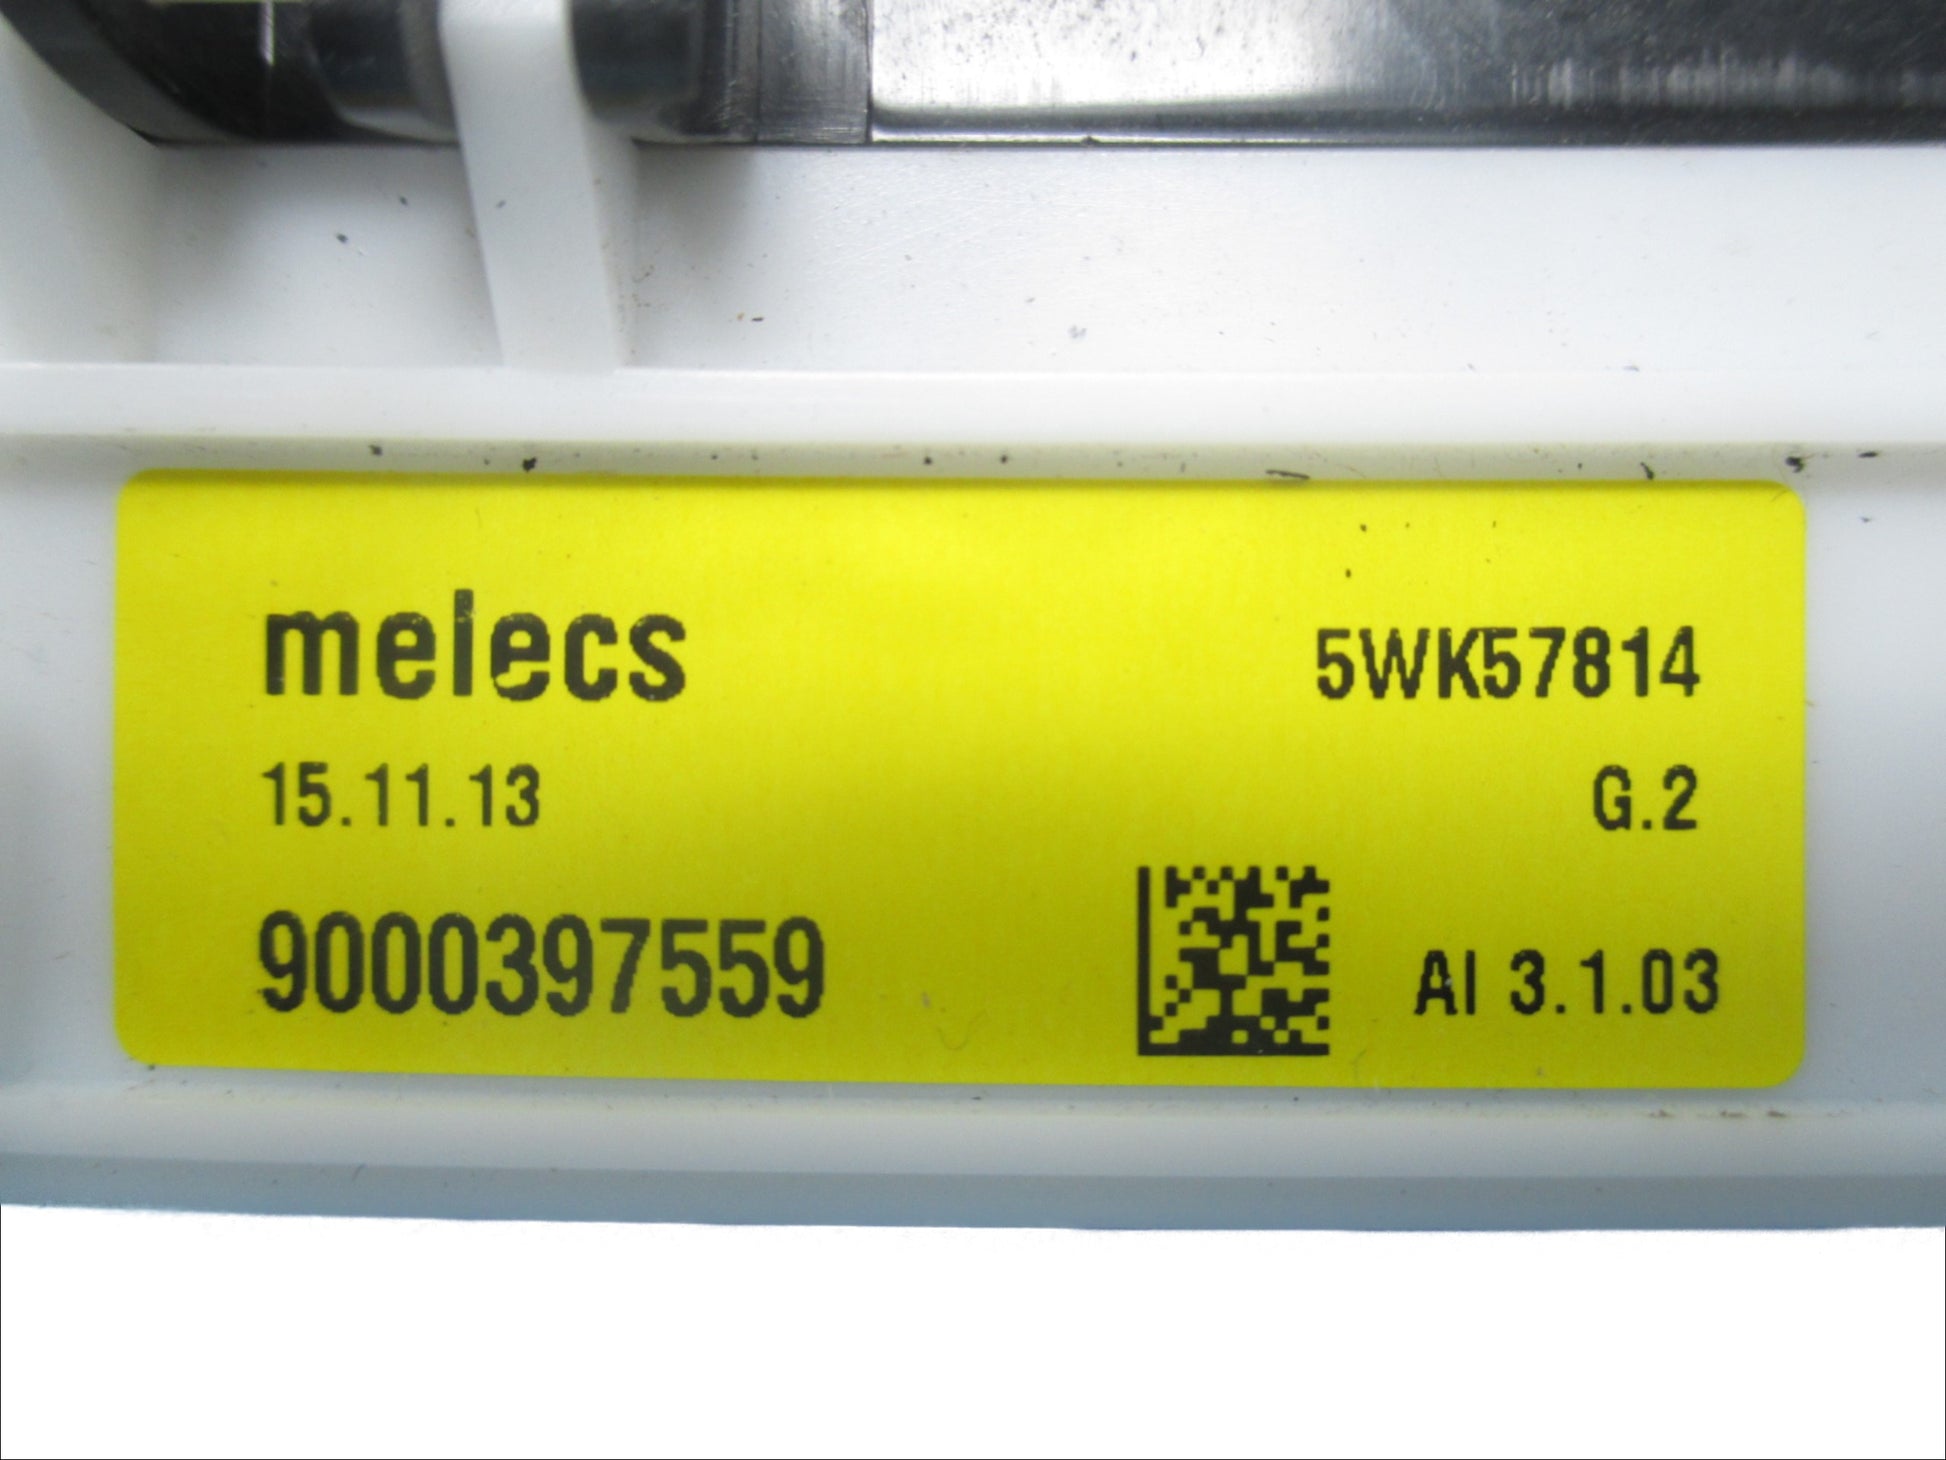 melecs
5WK57814
15.11.13
G.2
9000397559
AI 3.1.03